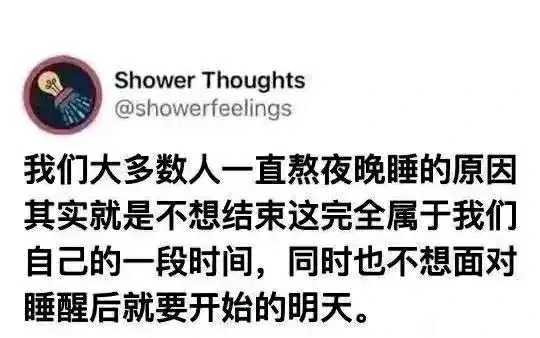 Shower Thoughts
@showerfeelings
我们大多数人一直熬夜晚睡的原因
其实就是不想结束这完全属于我们
自己的一段时间，同时也不想面对
睡醒后就要开始的明天。